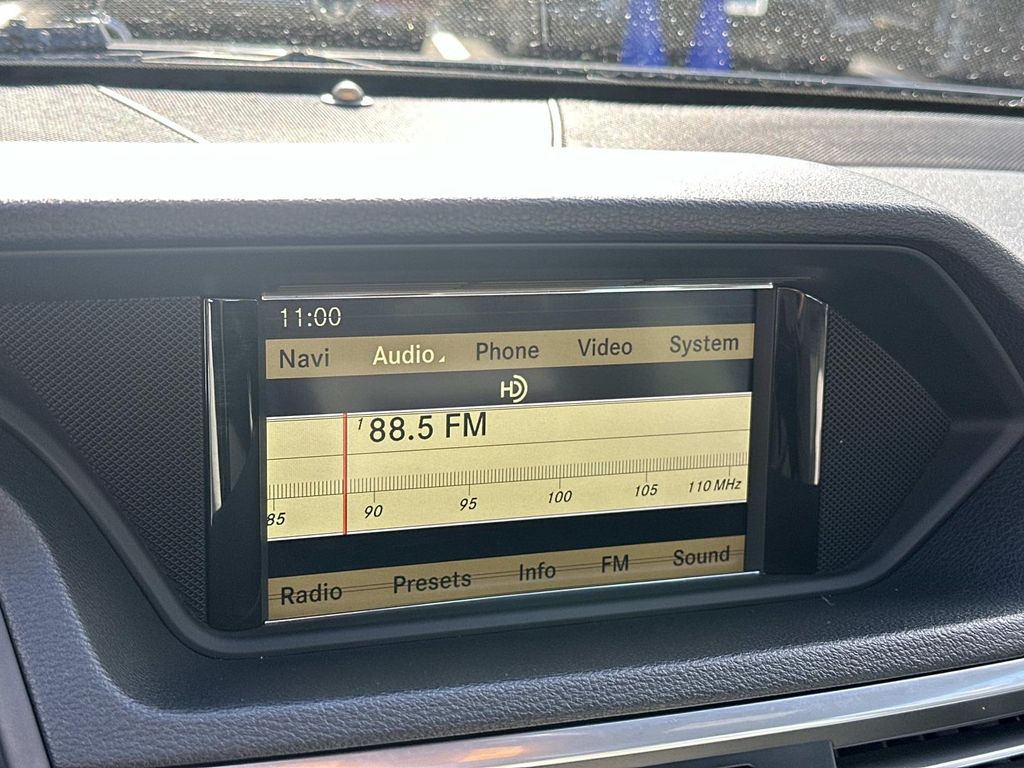 11:00
Navi Audio Phone Video System
HD
1 88.5 FM
85 90 95 100 105 110 MHz
Radio Presets Info FM Sound